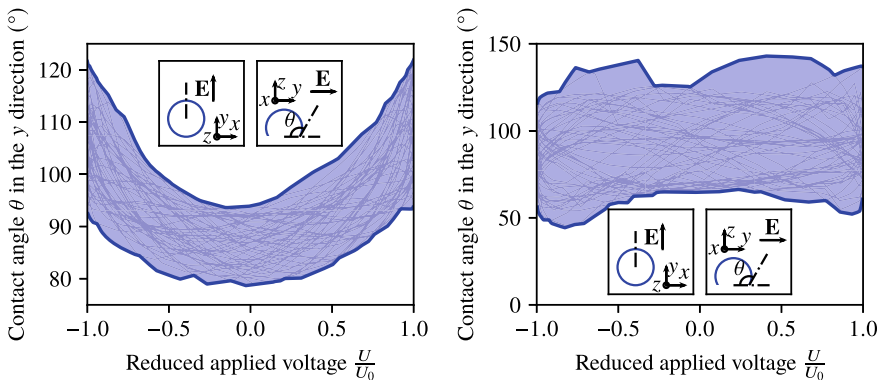 Contact angle θ in the y direction (°)
120
110
100
90
80
−1.0
−0.5
0.0
0.5
1.0
Reduced applied voltage U/U0
E
y
z
x
z
E
x
y
θ
Contact angle θ in the y direction (°)
150
100
50
0
−1.0
−0.5
0.0
0.5
1.0
Reduced applied voltage U/U0
E
y
z
x
z
E
x
y
θ